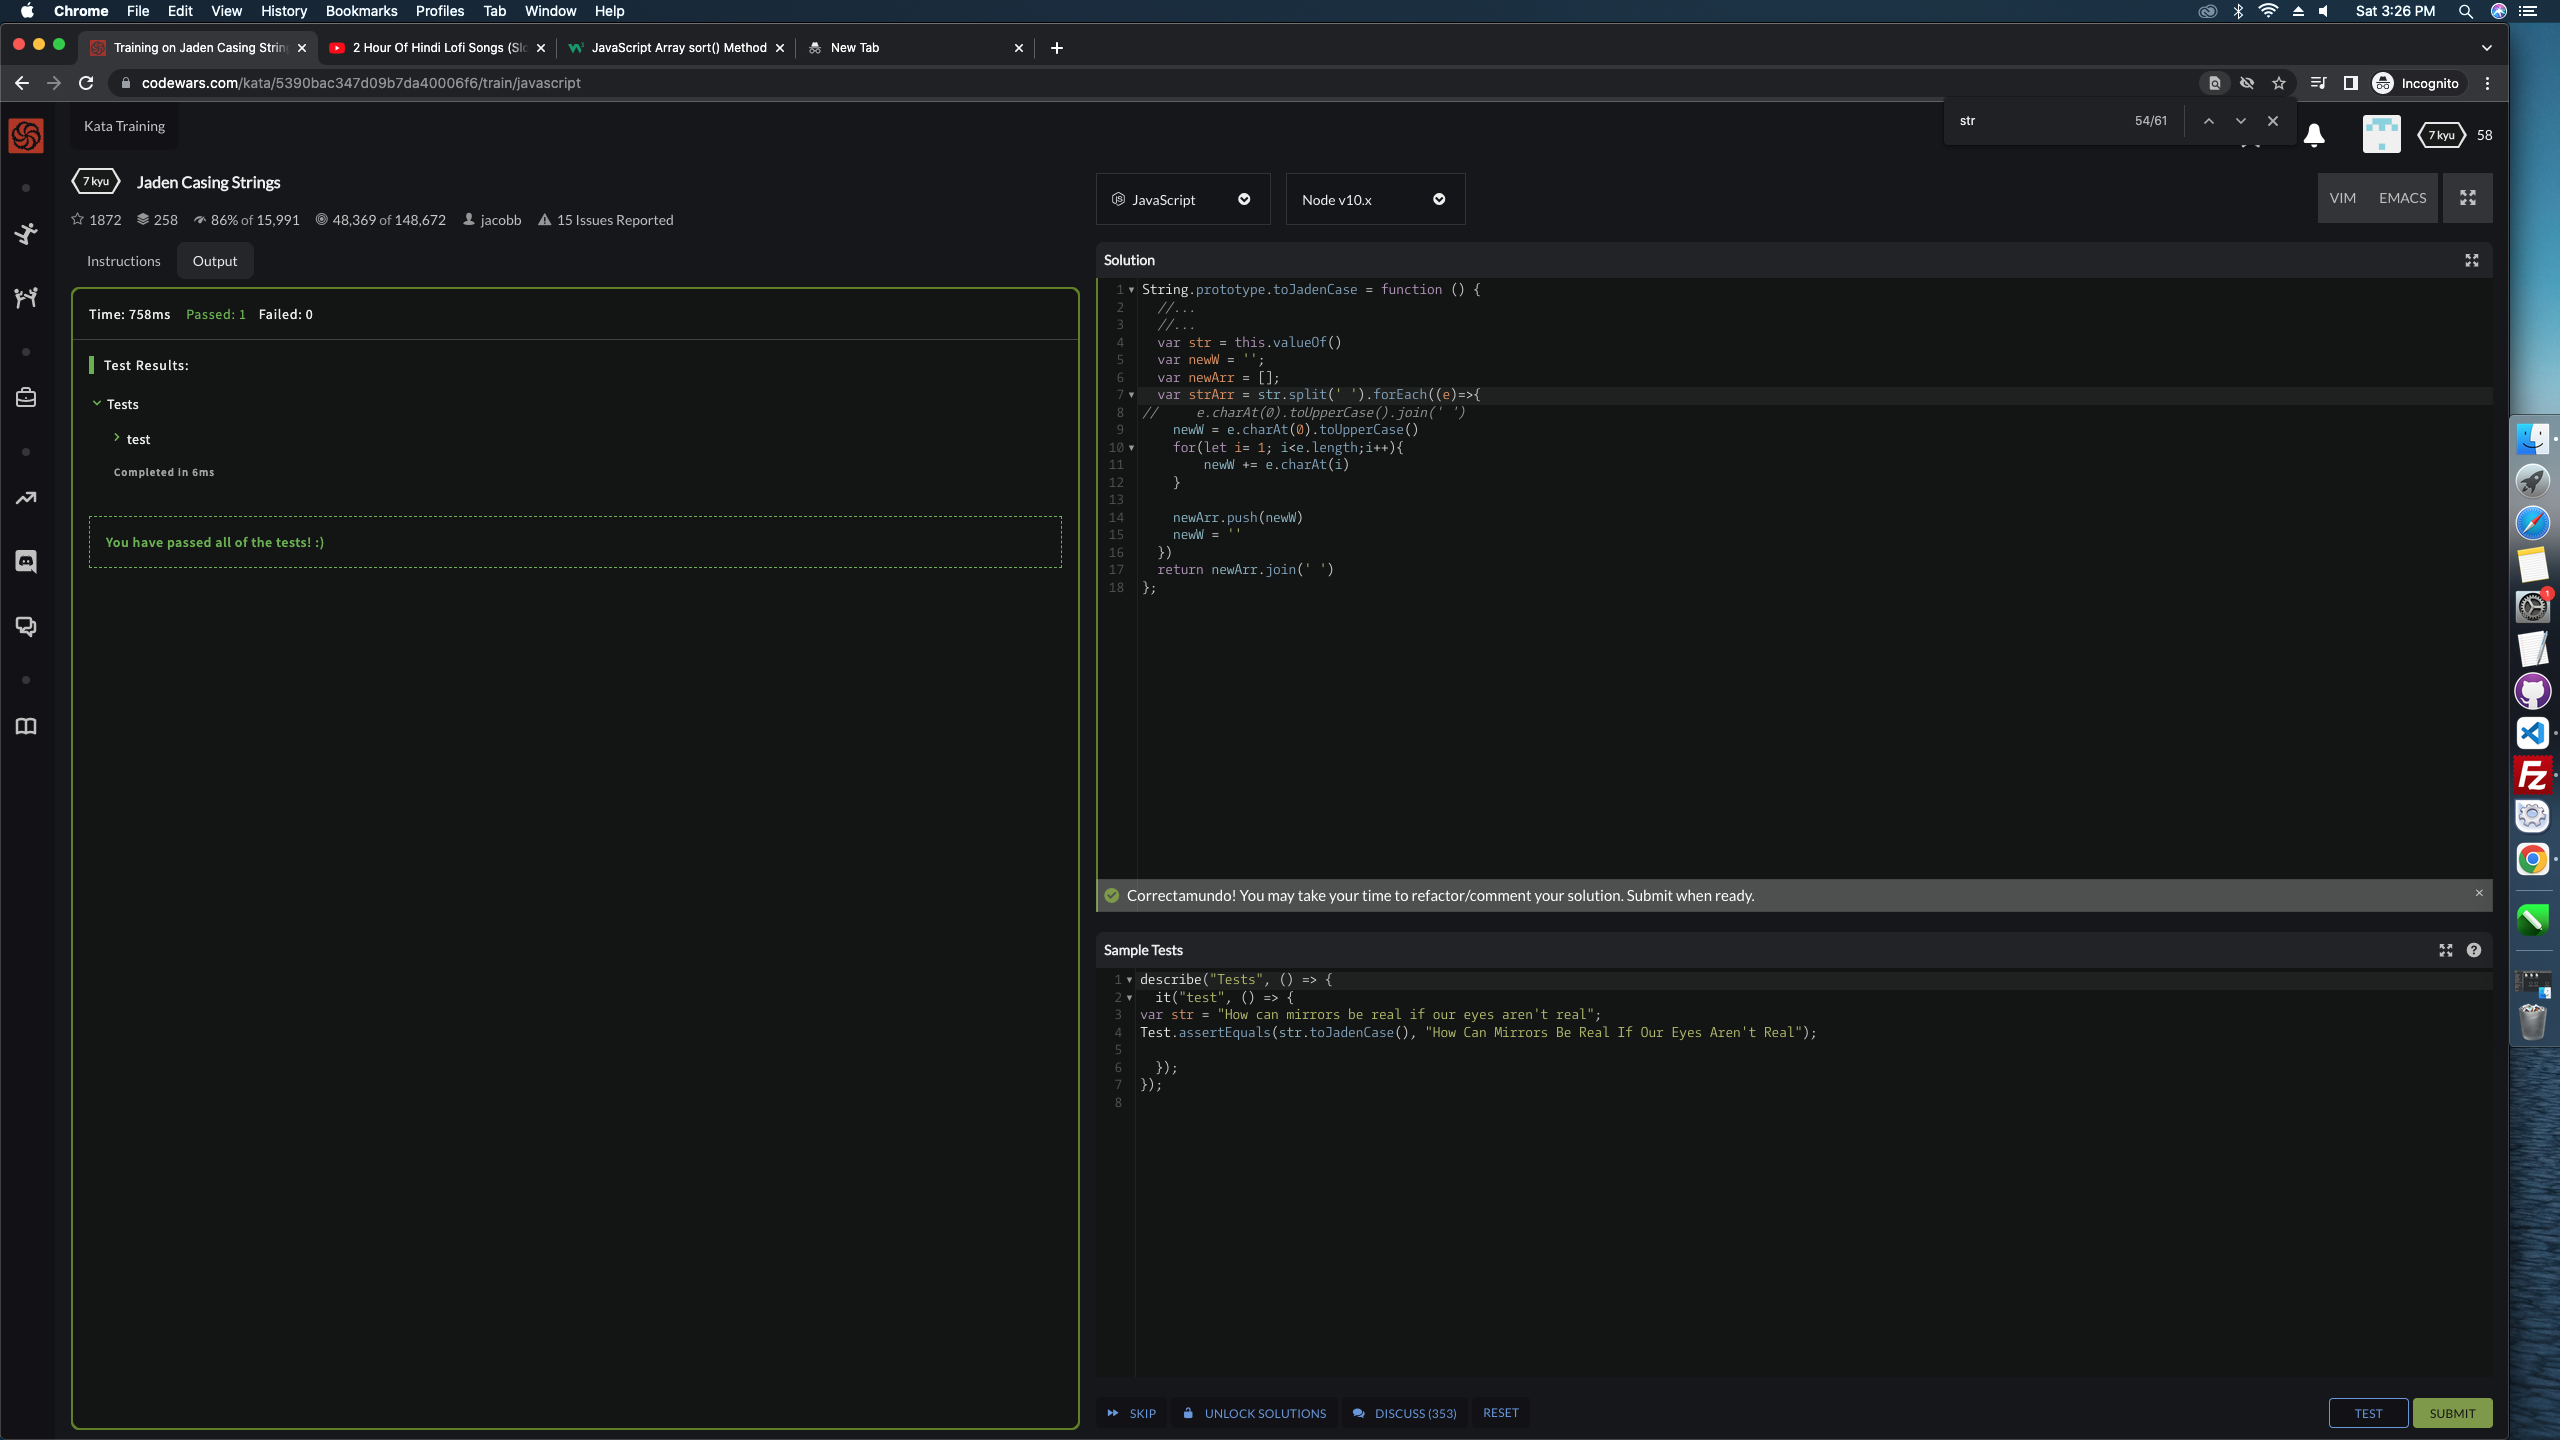 Chrome File Edit View History Bookmarks Profiles Tab Window Help
Sat 3:26 PM
Training on Jaden Casing Strin
2 Hour Of Hindi Lofi Songs (Slo
JavaScript Array sort() Method
New Tab
codewars.com/kata/5390bac347d09b7da40006f6/train/javascript
Incognito
str 54/61
Kata Training
7 kyu 58
7 kyu Jaden Casing Strings
1872 258 86% of 15,991 48,369 of 148,672 jacobb 15 Issues Reported
Instructions Output
Time: 758ms Passed: 1 Failed: 0
Test Results:
Tests
test
Completed in 6ms
You have passed all of the tests! :)
JavaScript
Node v10.x
VIM EMACS
Solution
1 String.prototype.toJadenCase = function () {
2 //...
3 //...
4 var str = this.valueOf()
5 var newW = '';
6 var newArr = [];
7 var strArr = str.split(' ').forEach((e)=>{
8 // e.charAt(0).toUpperCase().join(' ')
9 newW = e.charAt(0).toUpperCase()
10 for(let i= 1; i<e.length;i++){
11 newW += e.charAt(i)
12 }
13
14 newArr.push(newW)
15 newW = ''
16 })
17 return newArr.join(' ')
18 };
Correctamundo! You may take your time to refactor/comment your solution. Submit when ready.
Sample Tests
1 describe("Tests", () => {
2 it("test", () => {
3 var str = "How can mirrors be real if our eyes aren't real";
4 Test.assertEquals(str.toJadenCase(), "How Can Mirrors Be Real If Our Eyes Aren't Real");
5
6 });
7 });
8
SKIP UNLOCK SOLUTIONS DISCUSS (353) RESET
TEST SUBMIT
1
Fz